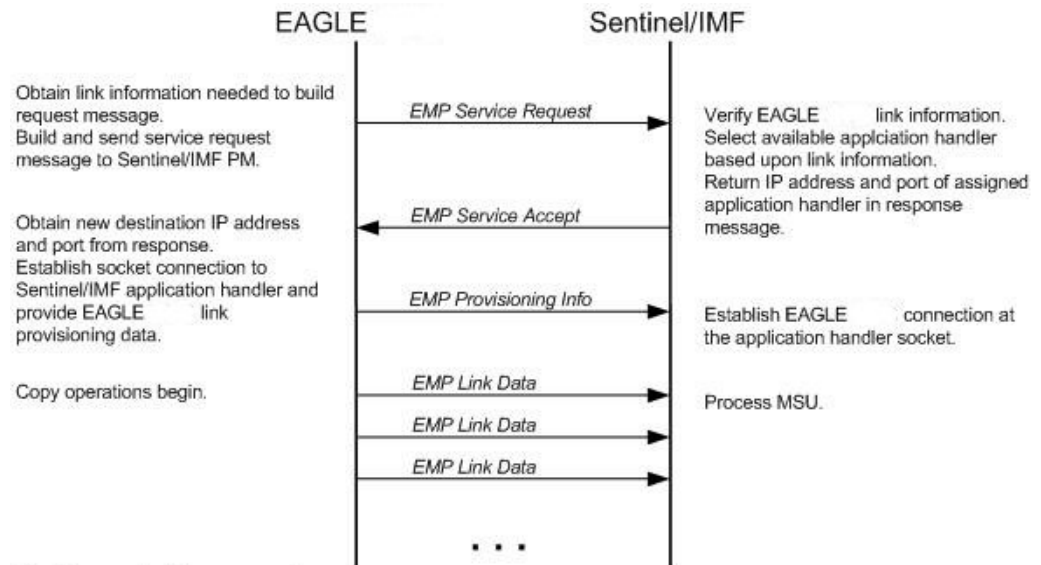 EAGLE
Sentinel/IMF
Obtain link information needed to build
request message.
Build and send service request
message to Sentinel/IMF PM.
EMP Service Request
Verify EAGLE link information.
Select available applciation handler
based upon link information.
Return IP address and port of assigned
application handler in response
message.
EMP Service Accept
Obtain new destination IP address
and port from response.
Establish socket connection to
Sentinel/IMF application handler and
provide EAGLE link
provisioning data.
EMP Provisioning Info
Establish EAGLE connection at
the application handler socket.
Copy operations begin.
EMP Link Data
Process MSU.
EMP Link Data
EMP Link Data
. . .